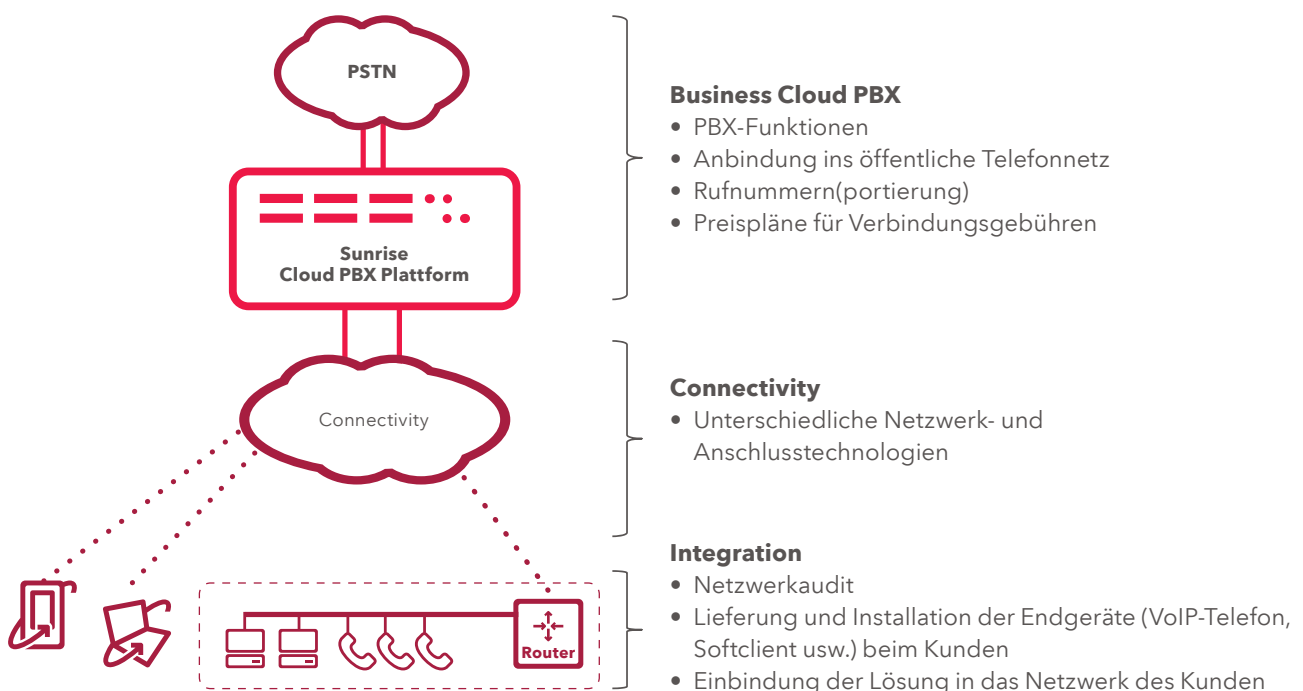 PSTN
Sunrise
Cloud PBX Plattform
Connectivity
Router
Business Cloud PBX
• PBX-Funktionen
• Anbindung ins öffentliche Telefonnetz
• Rufnummern(portierung)
• Preispläne für Verbindungsgebühren
Connectivity
• Unterschiedliche Netzwerk- und
Anschlusstechnologien
Integration
• Netzwerkaudit
• Lieferung und Installation der Endgeräte (VoIP-Telefon,
Softclient usw.) beim Kunden
• Einbindung der Lösung in das Netzwerk des Kunden